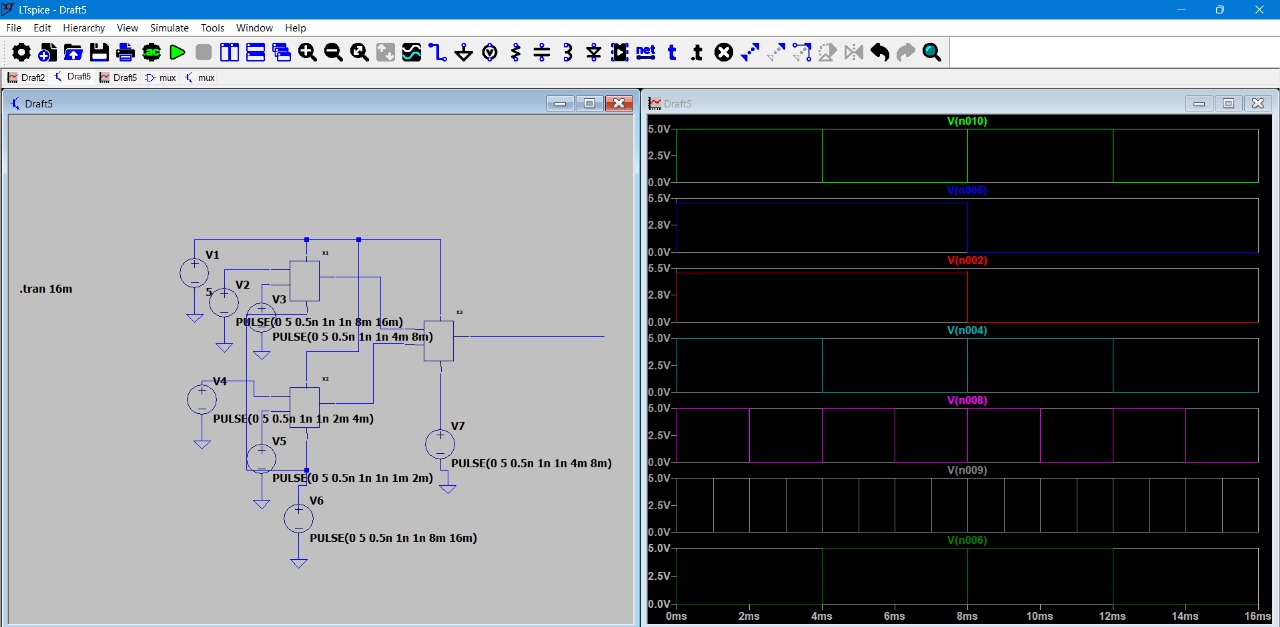 LTspice - Draft5
File Edit Hierarchy View Simulate Tools Window Help
.ac net t .t
Draft2 Draft5 Draft5 mux mux
Draft5
.tran 16m
V1
5
V2
V3
X1
PULSE(0 5 0.5n 1n 1n 8m 16m)
PULSE(0 5 0.5n 1n 1n 4m 8m)
X3
V4
X2
PULSE(0 5 0.5n 1n 1n 2m 4m)
V5
PULSE(0 5 0.5n 1n 1n 1m 2m)
V7
PULSE(0 5 0.5n 1n 1n 4m 8m)
V6
PULSE(0 5 0.5n 1n 1n 8m 16m)
Draft5
V(n010)
5.0V
2.5V
0.0V
V(n005)
5.5V
2.8V
0.0V
V(n002)
5.5V
2.8V
0.0V
V(n004)
5.0V
2.5V
0.0V
V(n008)
5.0V
2.5V
0.0V
V(n009)
5.0V
2.5V
0.0V
V(n006)
5.0V
2.5V
0.0V
0ms 2ms 4ms 6ms 8ms 10ms 12ms 14ms 16ms